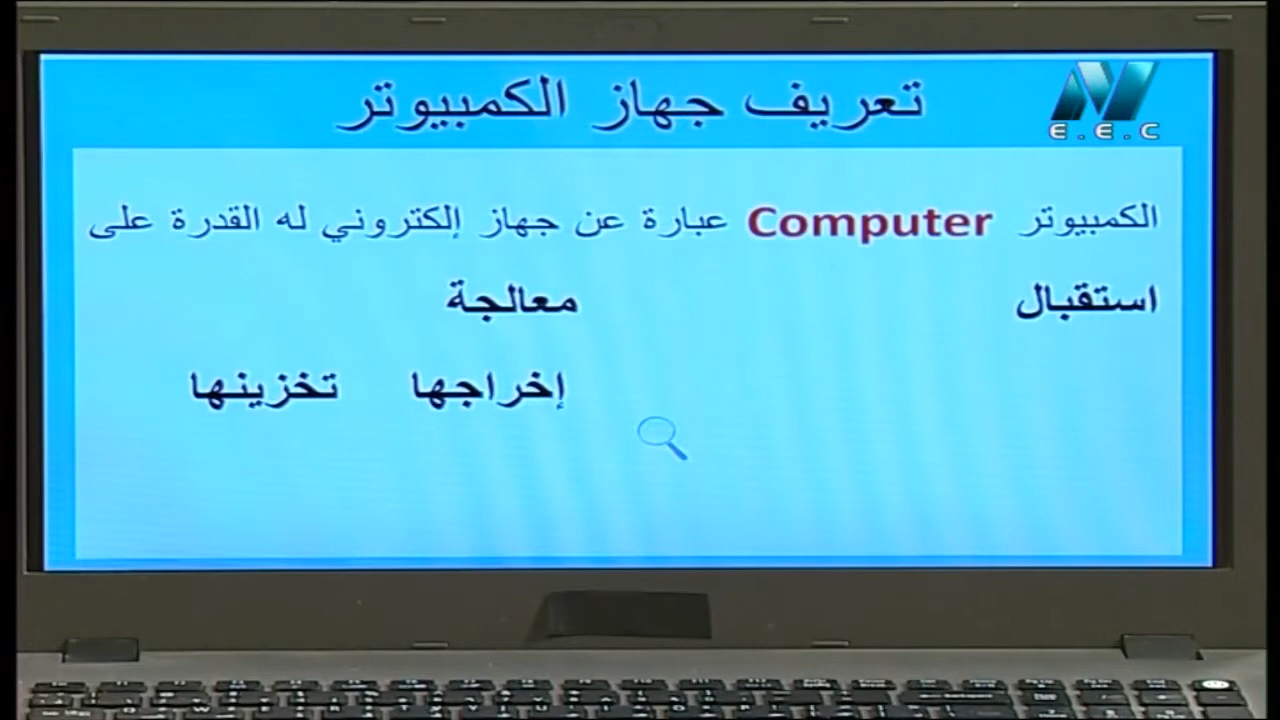 تعريف جهاز الكمبيوتر
E.E.C
الكمبيوتر Computer عبارة عن جهاز إلكتروني له القدرة على
استقبال معالجة
إخراجها تخزينها